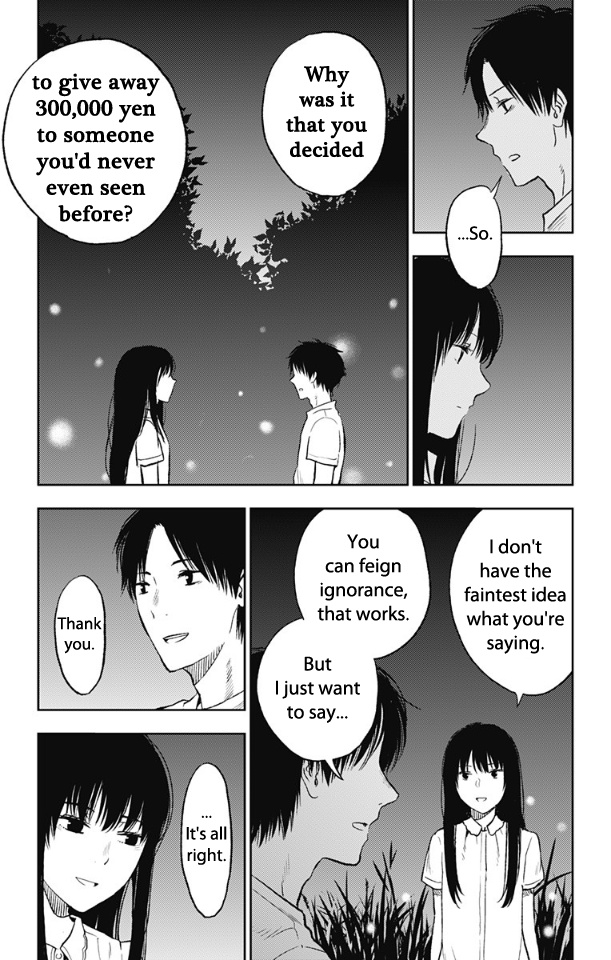 ...So.
Why
was it
that you
decided
to give away
300,000 yen
to someone
you'd never
even seen
before?
I don't
have the
faintest idea
what you're
saying.
You
can feign
ignorance,
that works.
But
I just want
to say...
Thank
you.
...
It's all
right.